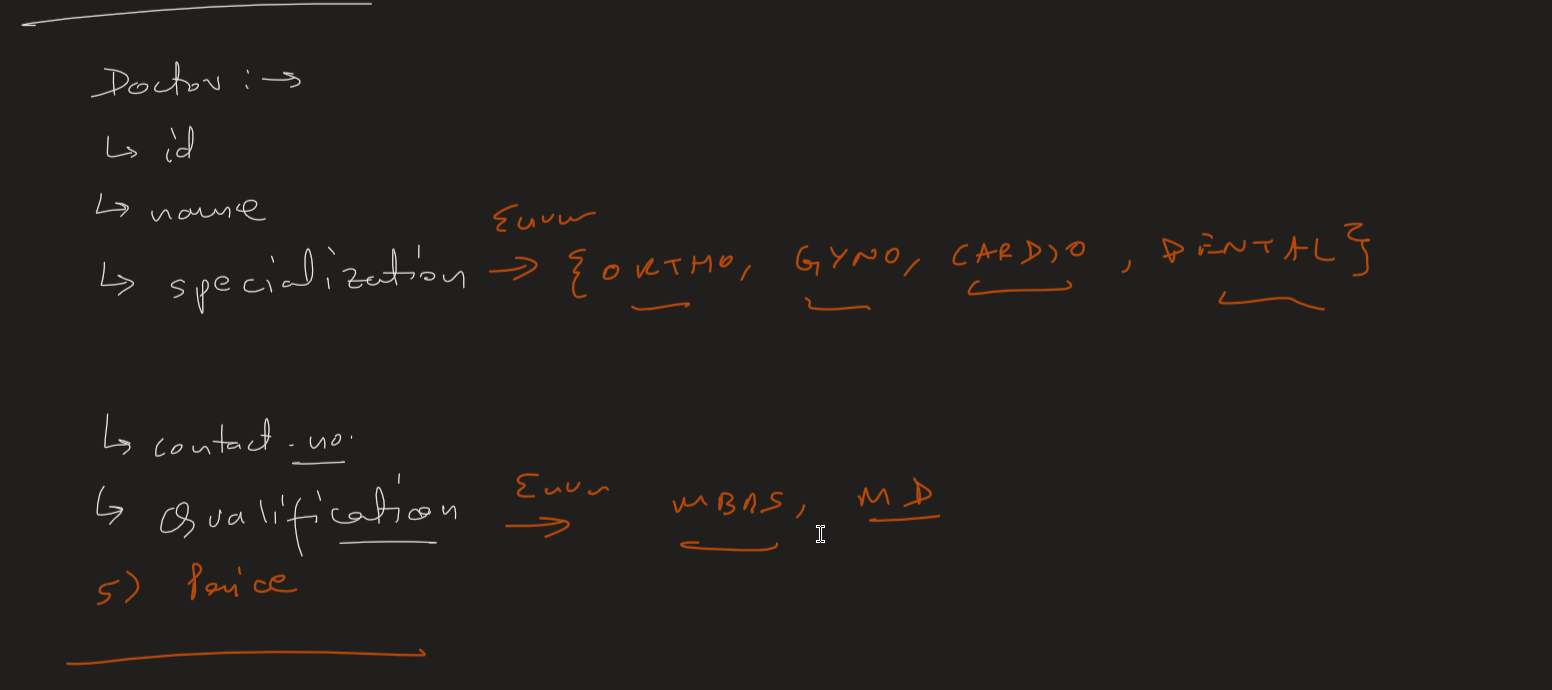 Doctor :→
↳ id
↳ name
Enum
↳ specialization → {ORTHO, GYNO, CARDIO, DENTAL}
↳ contact-no.
Enum
↳ Qualification → MBBS, MD
5) Price